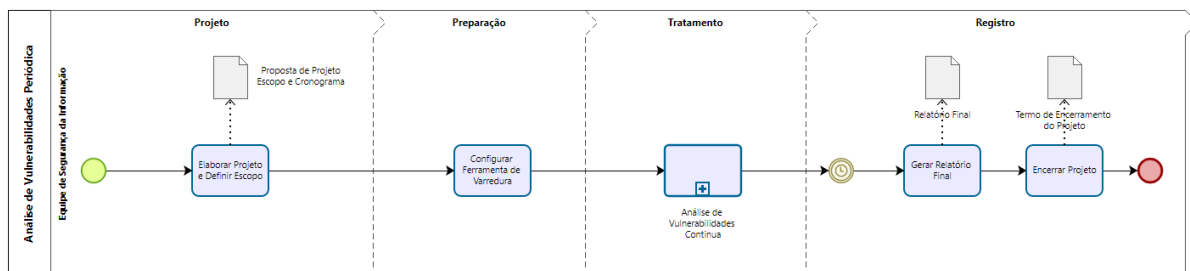 Análise de Vulnerabilidades Periódica
Equipe de Segurança da Informação
Projeto
Preparação
Tratamento
Registro
Proposta de Projeto
Escopo e Cronograma
Elaborar Projeto
e Definir Escopo
Configurar
Ferramenta de
Varredura
Análise de
Vulnerabilidades
Continua
Relatório Final
Gerar Relatório
Final
Termo de Encerramento
do Projeto
Encerrar Projeto